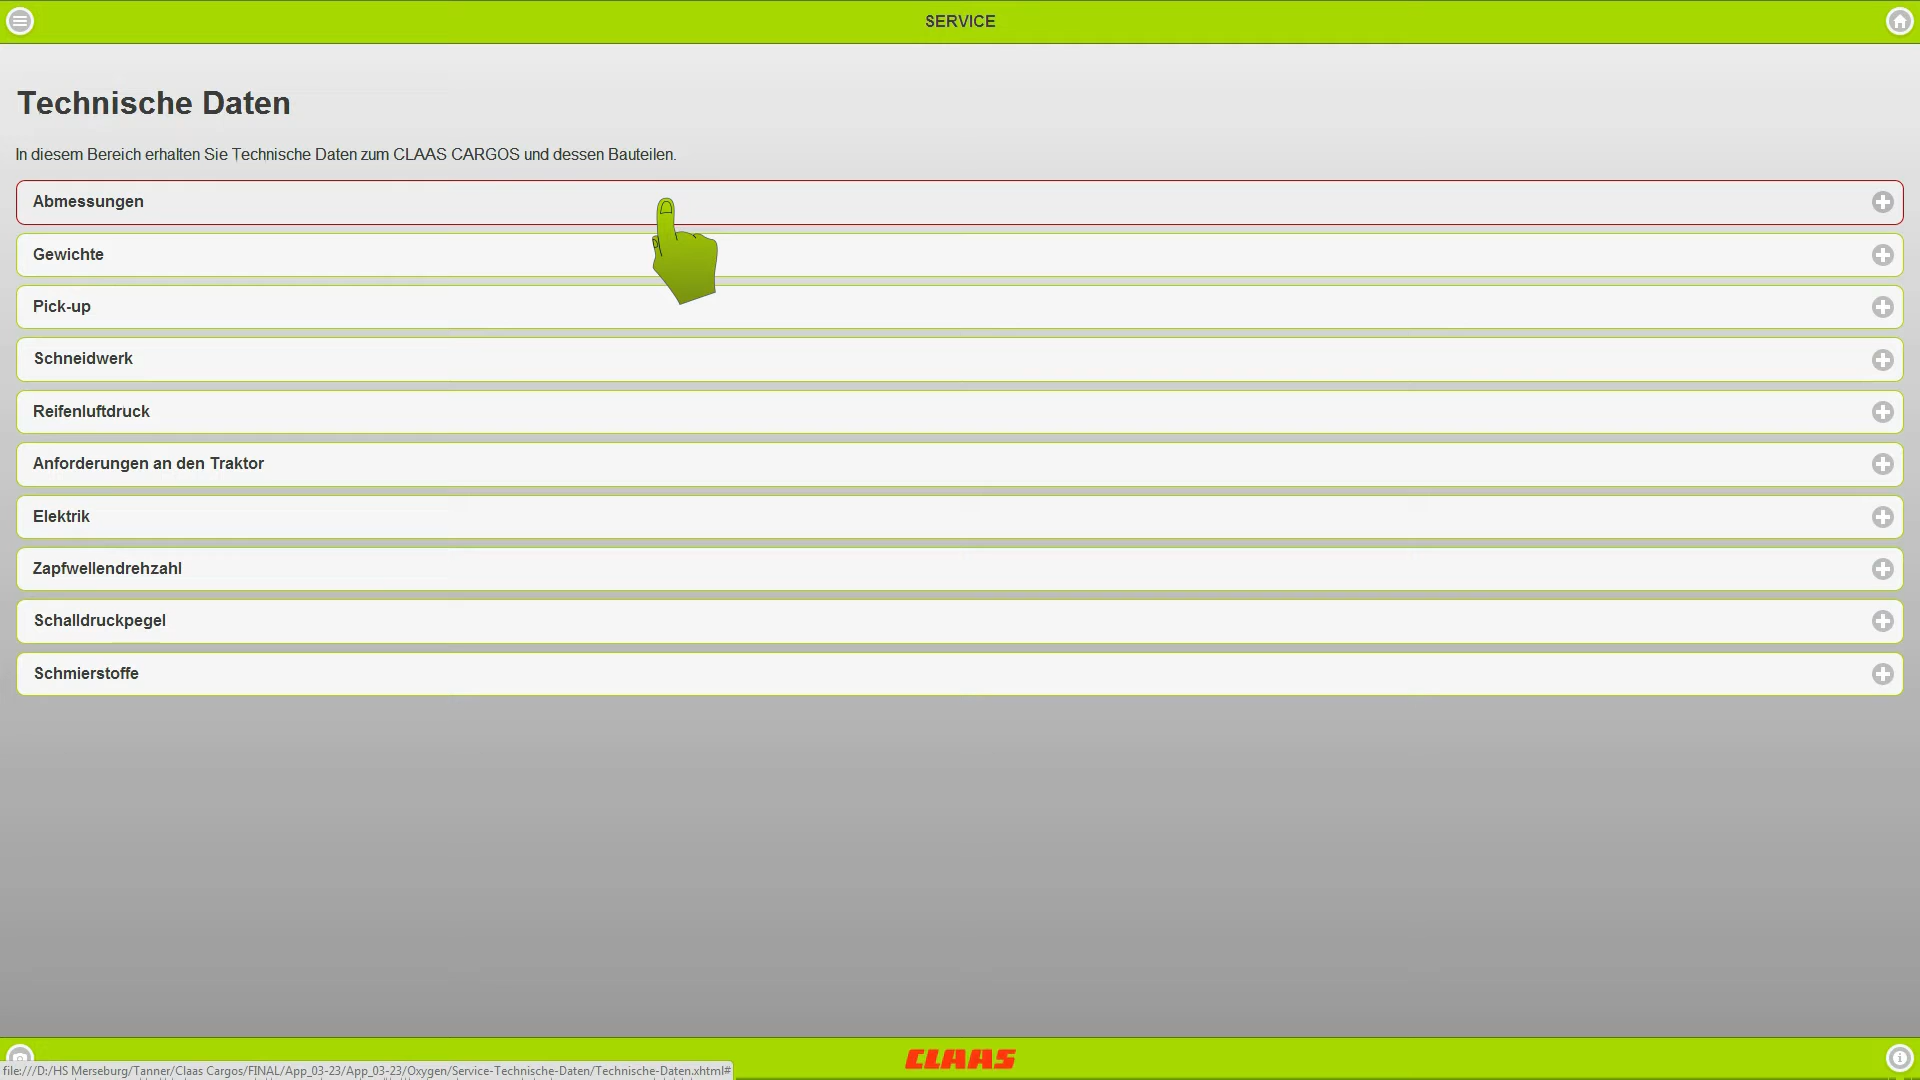 SERVICE
Technische Daten
In diesem Bereich erhalten Sie Technische Daten zum CLAAS CARGOS und dessen Bauteilen.
Abmessungen
Gewichte
Pick-up
Schneidwerk
Reifenluftdruck
Anforderungen an den Traktor
Elektrik
Zapfwellendrehzahl
Schalldruckpegel
Schmierstoffe
CLAAS
file:///D:/HS Merseburg/Tanner/Claas Cargos/FINAL/App_03-23/App_03-23/Oxygen/Service-Technische-Daten/Technische-Daten.xhtml#